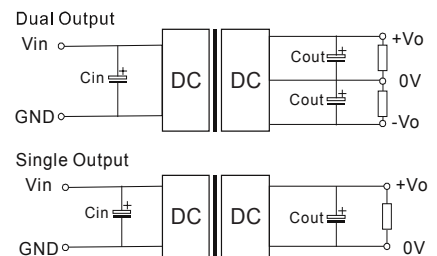 Dual Output
Vin
+
Cin
DC
DC
Cout
+
Cout
+
+Vo
0V
-Vo
GND
Single Output
Vin
+
Cin
DC
DC
Cout
+
+Vo
0V
GND